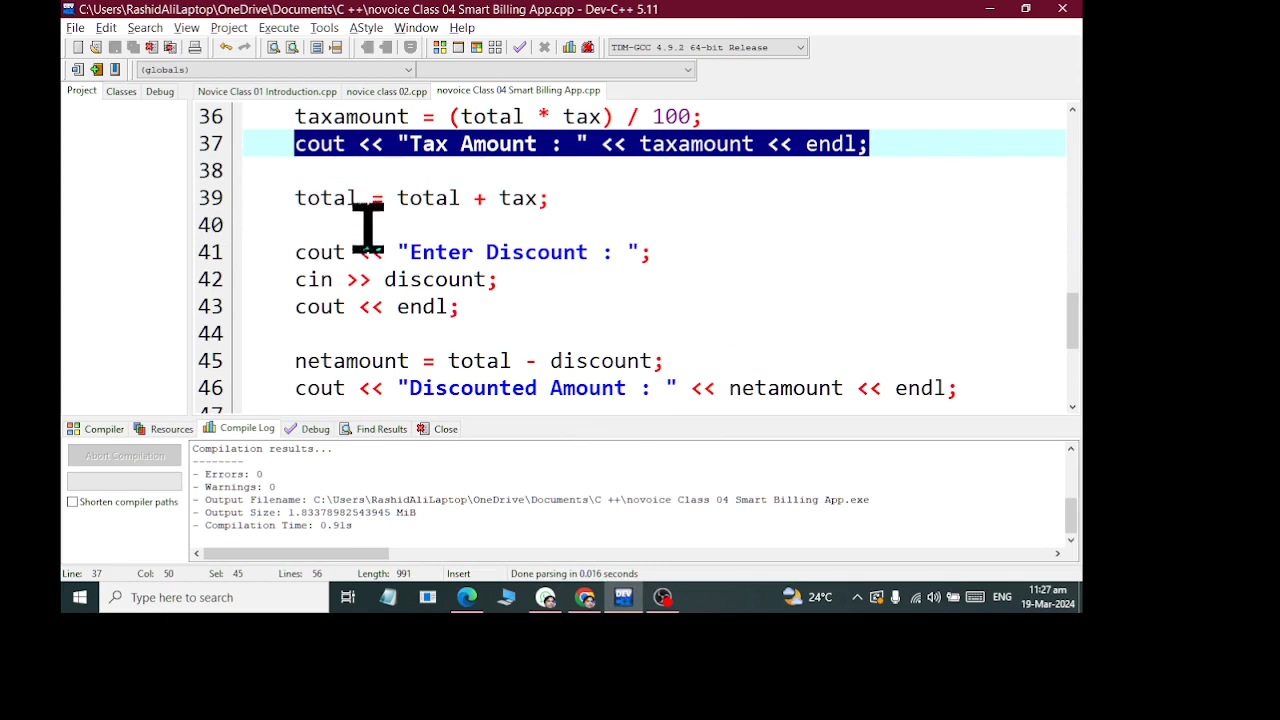 C:\Users\RashidAliLaptop\OneDrive\Documents\C ++\novoice Class 04 Smart Billing App.cpp - Dev-C++ 5.11
File Edit Search View Project Execute Tools AStyle Window Help
TDM-GCC 4.9.2 64-bit Release
(globals)
Project Classes Debug Novice Class 01 Introduction.cpp novice class 02.cpp novoice Class 04 Smart Billing App.cpp
36 taxamount = (total * tax) / 100;
37 cout << "Tax Amount : " << taxamount << endl;
38
39 total = total + tax;
40
41 cout << "Enter Discount : ";
42 cin >> discount;
43 cout << endl;
44
45 netamount = total - discount;
46 cout << "Discounted Amount : " << netamount << endl;
47
Compiler Resources Compile Log Debug Find Results Close
Abort Compilation
Shorten compiler paths
Compilation results...
--------
- Errors: 0
- Warnings: 0
- Output Filename: C:\Users\RashidAliLaptop\OneDrive\Documents\C ++\novoice Class 04 Smart Billing App.exe
- Output Size: 1.83378982543945 MiB
- Compilation Time: 0.91s
Line: 37 Col: 50 Sel: 45 Lines: 56 Length: 991 Insert Done parsing in 0.016 seconds
Type here to search
DEV
24°C
ENG
11:27 am
19-Mar-2024